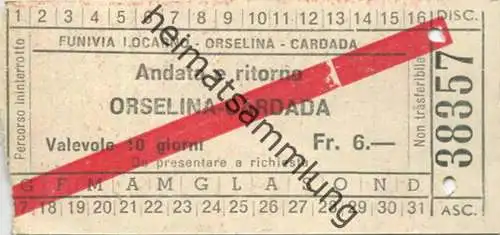 1 2 3 4 5 6 7 8 9 10 11 12 13 14 15 16 DISC.
FUNIVIA LOCARNO - ORSELINA - CARDADA
Percorso ininterrotto
Andata e ritorno
ORSELINA-CARDADA
Valevole 10 giorni Fr. 6.—
Da presentare a richiesta
Non trasferibile
38357
G F M A M G L A S O N D
17 18 19 20 21 22 23 24 25 26 27 28 29 30 31 ASC.
heimatsammlung